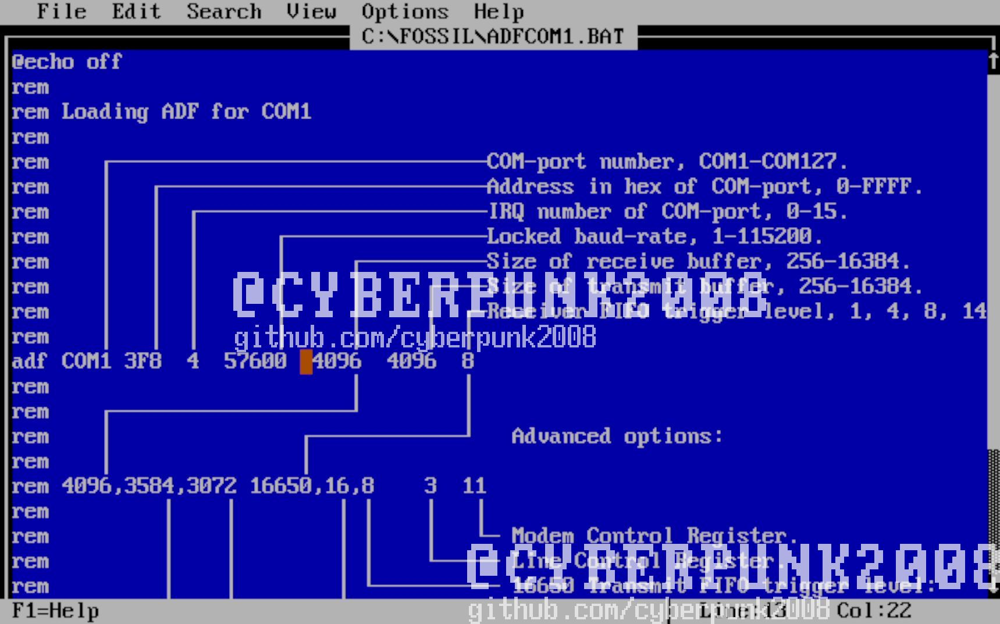 File Edit Search View Options Help
C:\FOSSIL\ADFCOM1.BAT
@echo off
rem
rem Loading ADF for COM1
rem
rem COM-port number, COM1-COM127.
rem Address in hex of COM-port, 0-FFFF.
rem IRQ number of COM-port, 0-15.
rem Locked baud-rate, 1-115200.
rem Size of receive buffer, 256-16384.
rem Size of transmit buffer, 256-16384.
@CYBERPUNK2008
rem Receiver FIFO trigger level, 1, 4, 8, 14
rem
github.com/cyberpunk2008
adf COM1 3F8 4 57600 4096 4096 8
rem
rem
rem Advanced options:
rem
rem 4096,3584,3072 16650,16,8 3 11
rem
rem Modem Control Register.
rem Line Control Register.
@CYBERPUNK2008
rem 16650 Transmit FIFO trigger level:
github.com/cyberpunk2008
F1=Help Line:13 Col:22